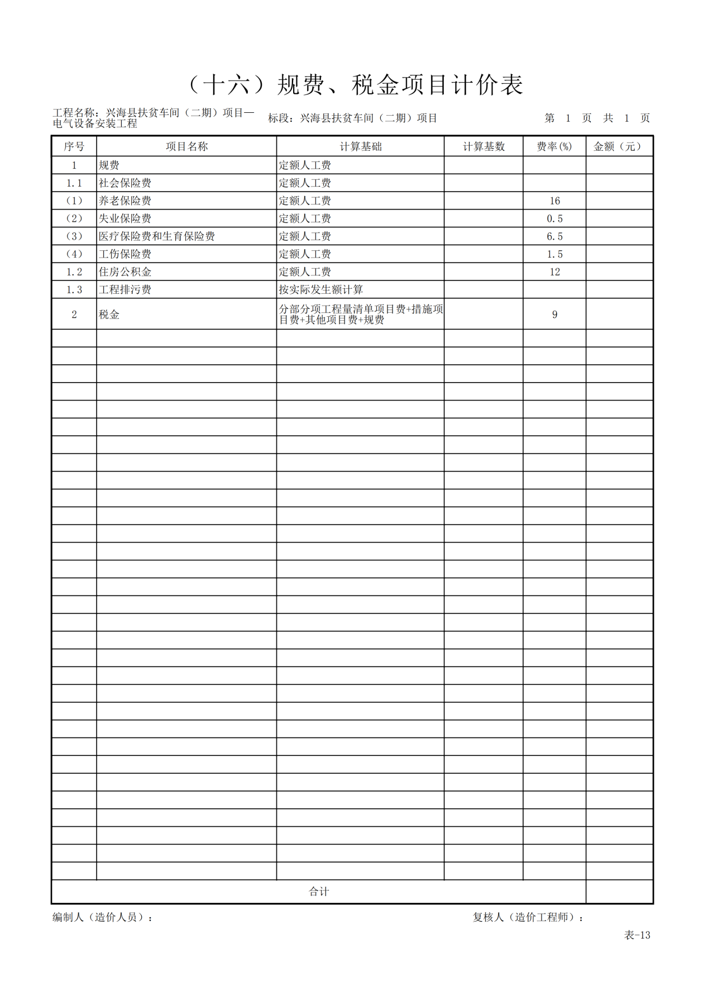 （十六）规费、税金项目计价表
工程名称：兴海县扶贫车间（二期）项目—
电气设备安装工程
标段：兴海县扶贫车间（二期）项目
第 1 页 共 1 页
序号 项目名称 计算基础 计算基数 费率(%) 金额（元）
1 规费 定额人工费
1.1 社会保险费 定额人工费
（1） 养老保险费 定额人工费 16
（2） 失业保险费 定额人工费 0.5
（3） 医疗保险费和生育保险费 定额人工费 6.5
（4） 工伤保险费 定额人工费 1.5
1.2 住房公积金 定额人工费 12
1.3 工程排污费 按实际发生额计算
2 税金 分部分项工程量清单项目费+措施项 9
目费+其他项目费+规费
合计
编制人（造价人员）： 复核人（造价工程师）：
表-13